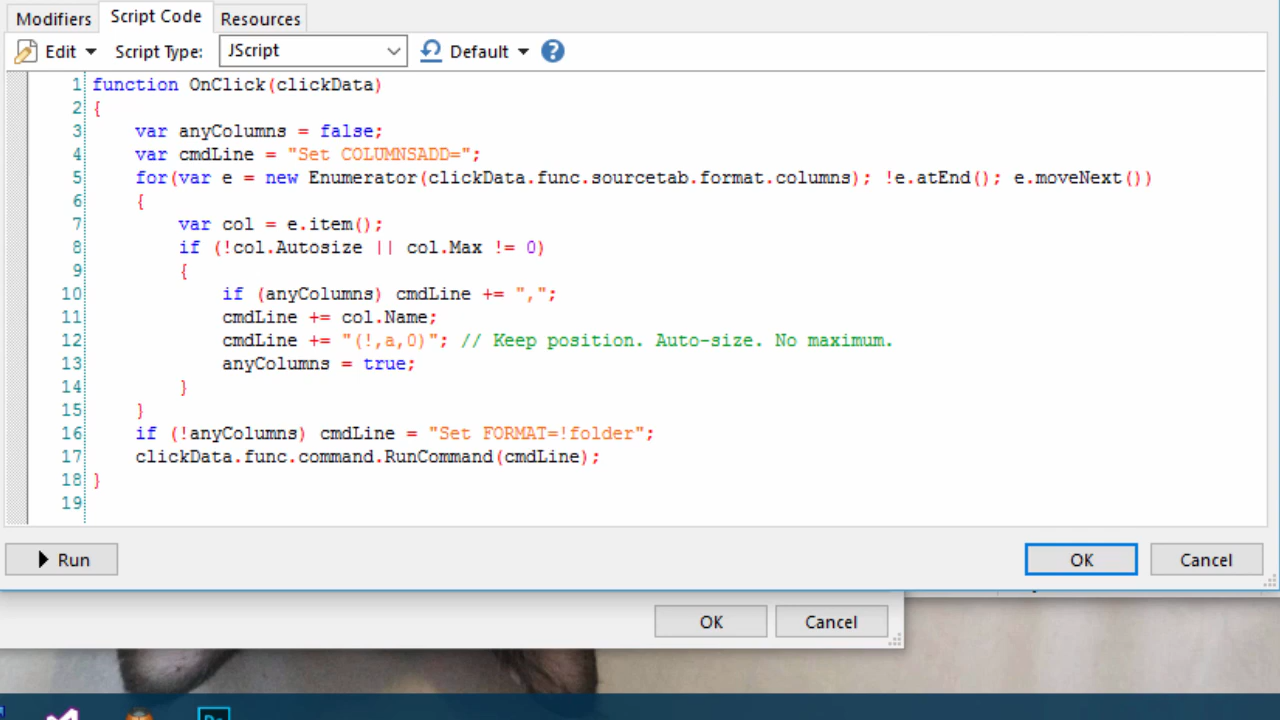 Modifiers Script Code Resources
Edit Script Type: JScript Default ?
1 function OnClick(clickData)
2 {
3     var anyColumns = false;
4     var cmdLine = "Set COLUMNSADD=";
5     for(var e = new Enumerator(clickData.func.sourcetab.format.columns); !e.atEnd(); e.moveNext())
6     {
7         var col = e.item();
8         if (!col.Autosize || col.Max != 0)
9         {
10             if (anyColumns) cmdLine += ",";
11             cmdLine += col.Name;
12             cmdLine += "(!,a,0)"; // Keep position. Auto-size. No maximum.
13             anyColumns = true;
14         }
15     }
16     if (!anyColumns) cmdLine = "Set FORMAT=!folder";
17     clickData.func.command.RunCommand(cmdLine);
18 }
19
Run OK Cancel
OK Cancel